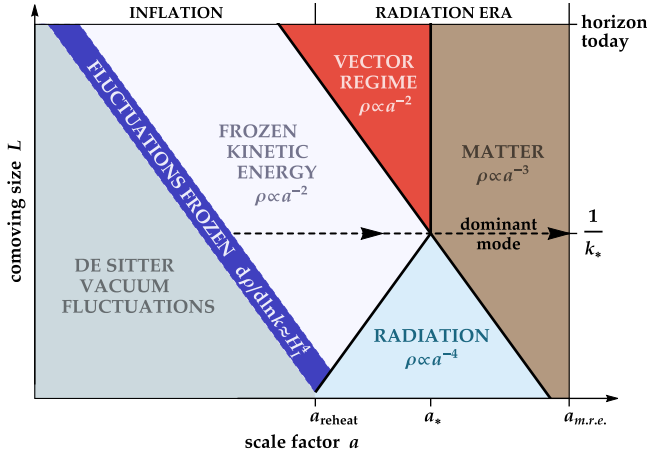 INFLATION
RADIATION ERA
horizon
today
VECTOR
REGIME
ρ∝a⁻²
FLUCTUATIONS FROZEN dρ/dlnk≈H_I⁴
FROZEN
KINETIC
ENERGY
ρ∝a⁻²
MATTER
ρ∝a⁻³
dominant
mode
1
k*
DE SITTER
VACUUM
FLUCTUATIONS
RADIATION
ρ∝a⁻⁴
comoving size L
a_reheat
a*
a_m.r.e.
scale factor a